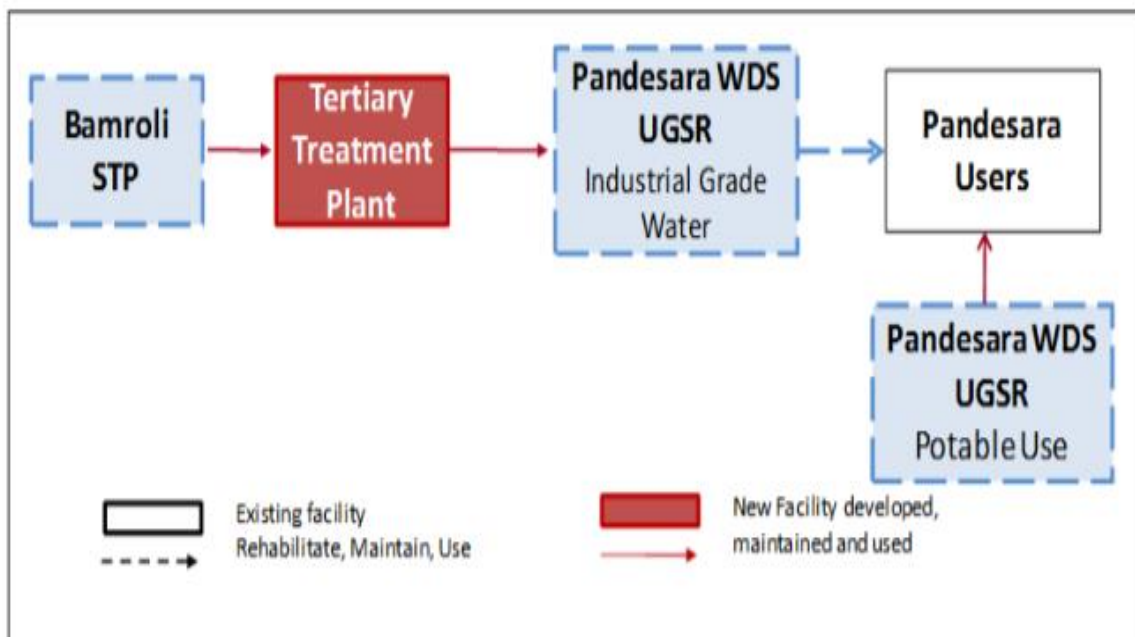 Bamroli
STP
Tertiary
Treatment
Plant
Pandesara WDS
UGSR
Industrial Grade
Water
Pandesara
Users
Pandesara WDS
UGSR
Potable Use
Existing facility
Rehabilitate, Maintain, Use
New Facility developed,
maintained and used